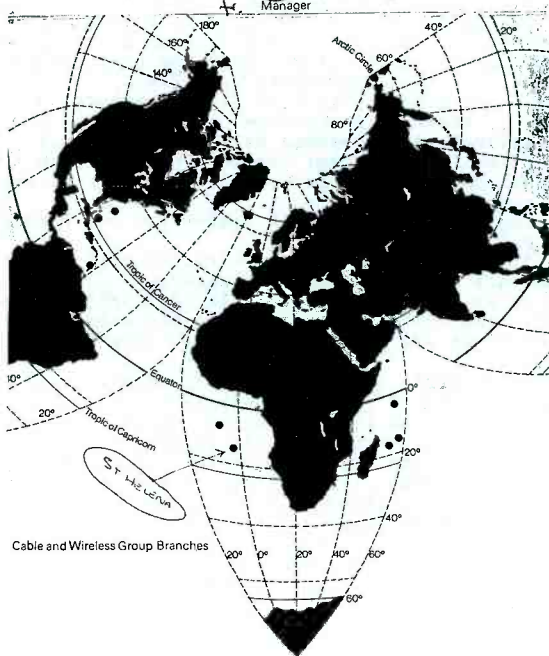 Manager
180°
160°
140°
Arctic Circle
60°
40°
20°
80°
Tropic of Cancer
Equator
0°
10°
20°
Tropic of Capricorn
20°
ST HELENA
40°
Cable and Wireless Group Branches
20° 0° 20° 40° 60°
60°